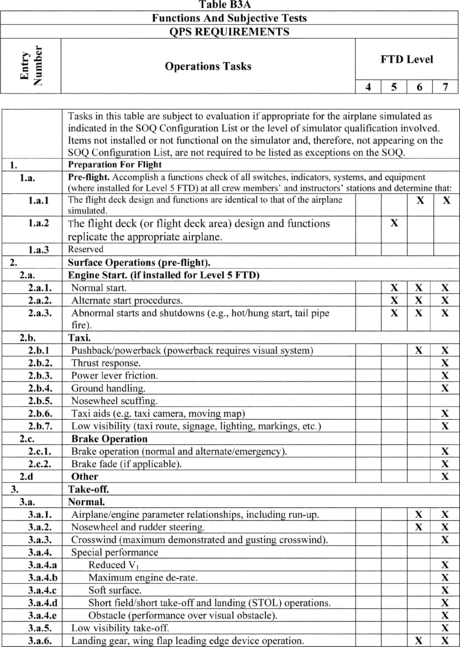 Table B3A
Functions And Subjective Tests
QPS REQUIREMENTS
Entry Number Operations Tasks FTD Level
4 5 6 7
Tasks in this table are subject to evaluation if appropriate for the airplane simulated as
indicated in the SOQ Configuration List or the level of simulator qualification involved.
Items not installed or not functional on the simulator and, therefore, not appearing on the
SOQ Configuration List, are not required to be listed as exceptions on the SOQ.
1. Preparation For Flight
1.a. Pre-flight. Accomplish a functions check of all switches, indicators, systems, and equipment
(where installed for Level 5 FTD) at all crew members' and instructors' stations and determine that:
1.a.1 The flight deck design and functions are identical to that of the airplane X X
simulated.
1.a.2 The flight deck (or flight deck area) design and functions X
replicate the appropriate airplane.
1.a.3 Reserved
2. Surface Operations (pre-flight).
2.a. Engine Start. (if installed for Level 5 FTD)
2.a.1. Normal start. X X X
2.a.2. Alternate start procedures. X X X
2.a.3. Abnormal starts and shutdowns (e.g., hot/hung start, tail pipe X X X
fire).
2.b. Taxi.
2.b.1 Pushback/powerback (powerback requires visual system) X X
2.b.2. Thrust response. X
2.b.3. Power lever friction. X
2.b.4. Ground handling. X
2.b.5. Nosewheel scuffing.
2.b.6. Taxi aids (e.g. taxi camera, moving map) X
2.b.7. Low visibility (taxi route, signage, lighting, markings, etc.) X
2.c. Brake Operation
2.c.1. Brake operation (normal and alternate/emergency). X
2.c.2. Brake fade (if applicable). X
2.d Other X
3. Take-off.
3.a. Normal.
3.a.1. Airplane/engine parameter relationships, including run-up. X X
3.a.2. Nosewheel and rudder steering. X X
3.a.3. Crosswind (maximum demonstrated and gusting crosswind). X
3.a.4. Special performance
3.a.4.a Reduced V1 X
3.a.4.b Maximum engine de-rate. X
3.a.4.c Soft surface. X
3.a.4.d Short field/short take-off and landing (STOL) operations. X
3.a.4.e Obstacle (performance over visual obstacle). X
3.a.5. Low visibility take-off. X
3.a.6. Landing gear, wing flap leading edge device operation. X X